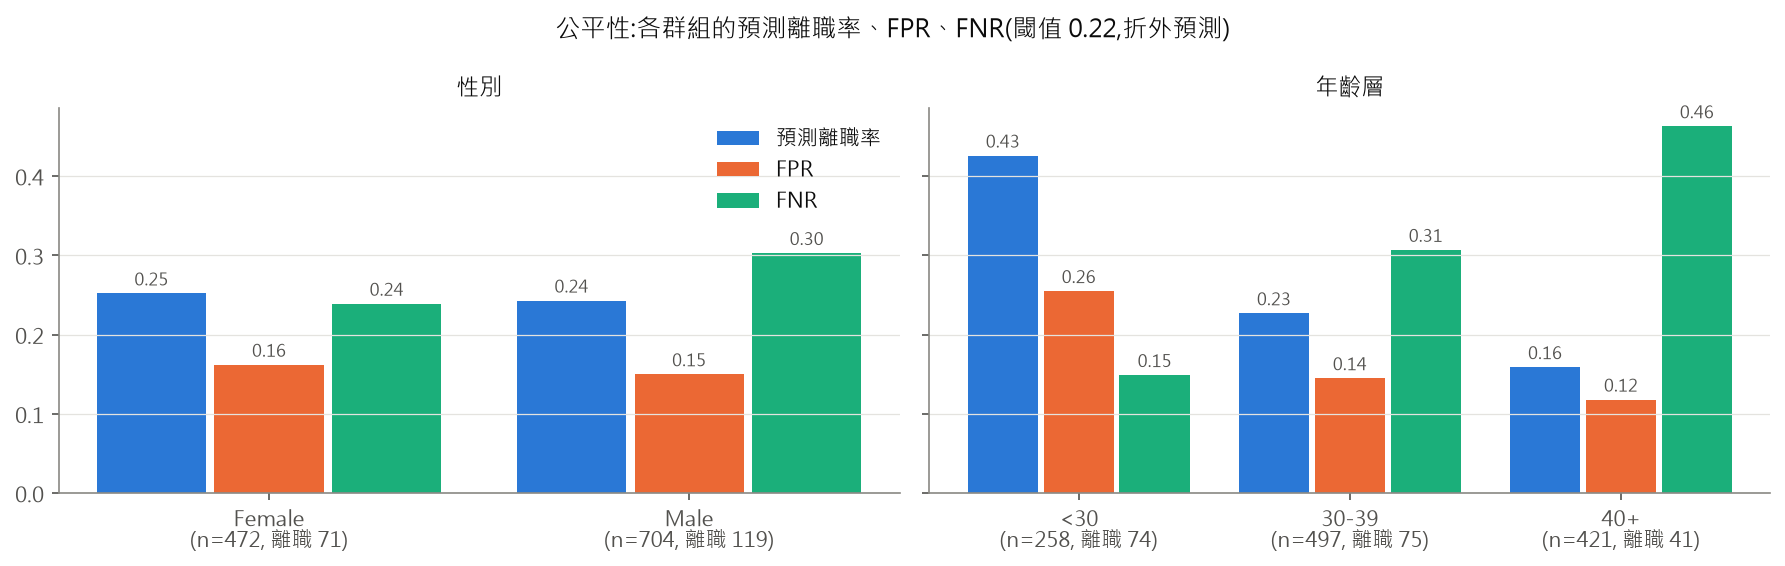 公平性:各群組的預測離職率、FPR、FNR(閾值 0.22,折外預測)
性別
預測離職率
FPR
FNR
0.4
0.3
0.2
0.1
0.0
0.25
0.16
0.24
0.24
0.15
0.30
Female
(n=472, 離職 71)
Male
(n=704, 離職 119)
年齡層
0.43
0.26
0.15
0.23
0.14
0.31
0.16
0.12
0.46
<30
(n=258, 離職 74)
30-39
(n=497, 離職 75)
40+
(n=421, 離職 41)